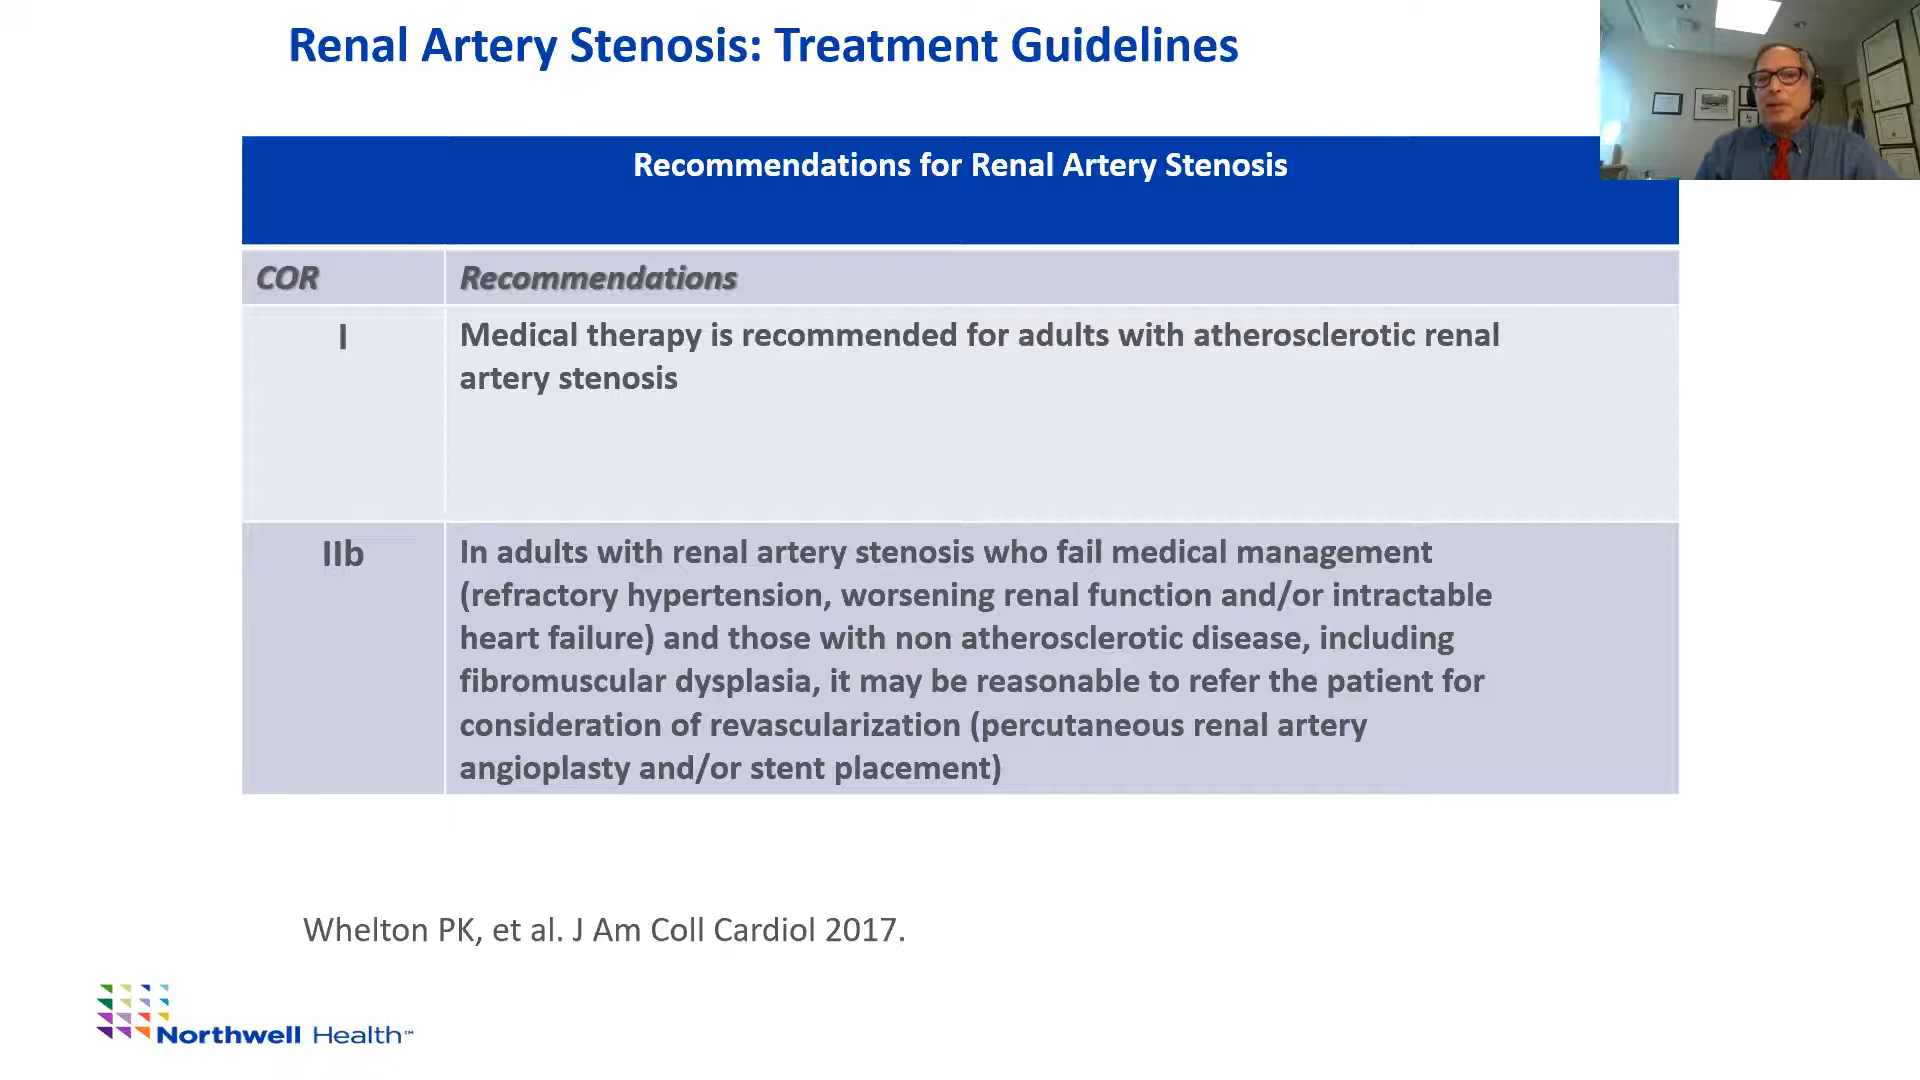 Renal Artery Stenosis: Treatment Guidelines
Recommendations for Renal Artery Stenosis
COR
Recommendations
I
Medical therapy is recommended for adults with atherosclerotic renal
artery stenosis
IIb
In adults with renal artery stenosis who fail medical management
(refractory hypertension, worsening renal function and/or intractable
heart failure) and those with non atherosclerotic disease, including
fibromuscular dysplasia, it may be reasonable to refer the patient for
consideration of revascularization (percutaneous renal artery
angioplasty and/or stent placement)
Whelton PK, et al. J Am Coll Cardiol 2017.
Northwell Health™